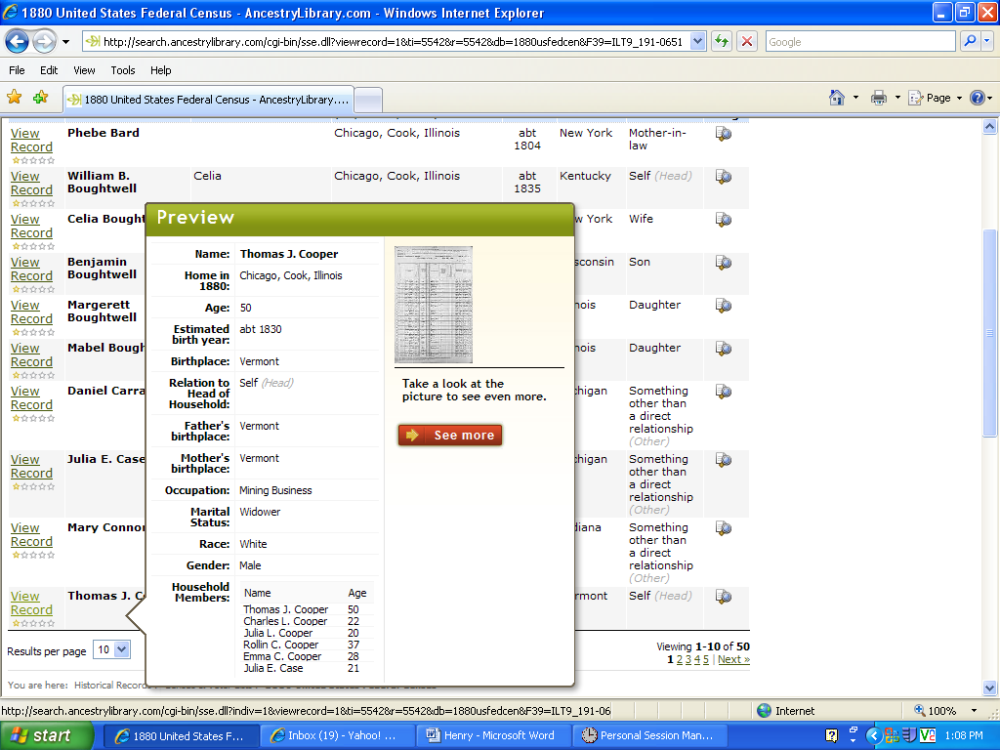 1880 United States Federal Census - AncestryLibrary.com - Windows Internet Explorer
http://search.ancestrylibrary.com/cgi-bin/sse.dll?viewrecord=1&ti=5542&r=5542&db=1880usfedcen&F39=ILT9_191-0651
Google
File Edit View Tools Help
1880 United States Federal Census - AncestryLibrary....
Page
View Record Phebe Bard Chicago, Cook, Illinois abt 1804 New York Mother-in-law
View Record William B. Boughtwell Celia Chicago, Cook, Illinois abt 1835 Kentucky Self (Head)
View Record Celia Bought w York Wife
View Record Benjamin Boughtwell sconsin Son
View Record Margerett Boughtwell nois Daughter
View Record Mabel Bough nois Daughter
View Record Daniel Carra chigan Something other than a direct relationship (Other)
View Record Julia E. Case chigan Something other than a direct relationship (Other)
View Record Mary Connor diana Something other than a direct relationship (Other)
View Record Thomas J. C rmont Self (Head)
Preview
Name: Thomas J. Cooper
Home in 1880: Chicago, Cook, Illinois
Age: 50
Estimated birth year: abt 1830
Birthplace: Vermont
Relation to Head of Household: Self (Head)
Father's birthplace: Vermont
Mother's birthplace: Vermont
Occupation: Mining Business
Marital Status: Widower
Race: White
Gender: Male
Household Members:
Name Age
Thomas J. Cooper 50
Charles L. Cooper 22
Julia L. Cooper 20
Rollin C. Cooper 37
Emma C. Cooper 28
Julia E. Case 21
Take a look at the
picture to see even more.
See more
Results per page 10
Viewing 1-10 of 50
1 2 3 4 5 | Next »
You are here: Historical Record
http://search.ancestrylibrary.com/cgi-bin/sse.dll?indiv=1&viewrecord=1&ti=5542&r=5542&db=1880usfedcen&F39=ILT9_191-06
Internet
100%
start
1880 United States F...
Inbox (19) - Yahoo! ...
Henry - Microsoft Word
Personal Session Man...
1:08 PM